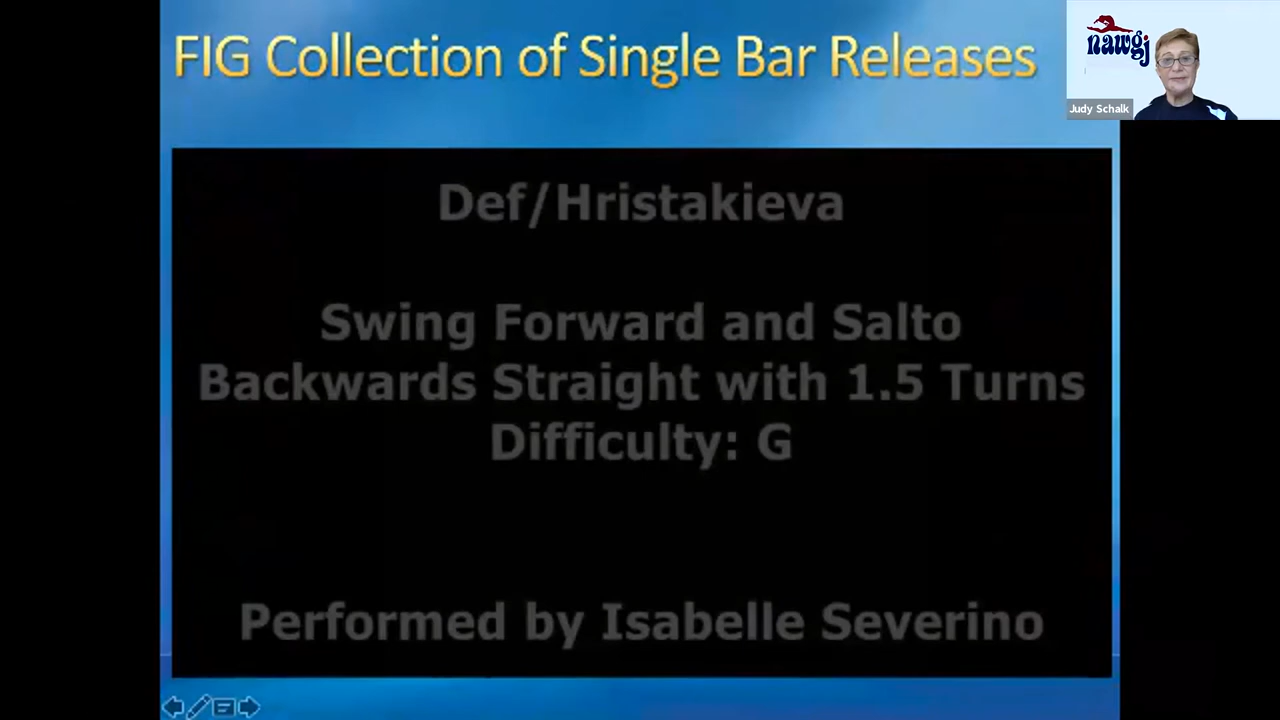 FIG Collection of Single Bar Releases
nawgj
Judy Schalk
Def/Hristakieva
Swing Forward and Salto
Backwards Straight with 1.5 Turns
Difficulty: G
Performed by Isabelle Severino